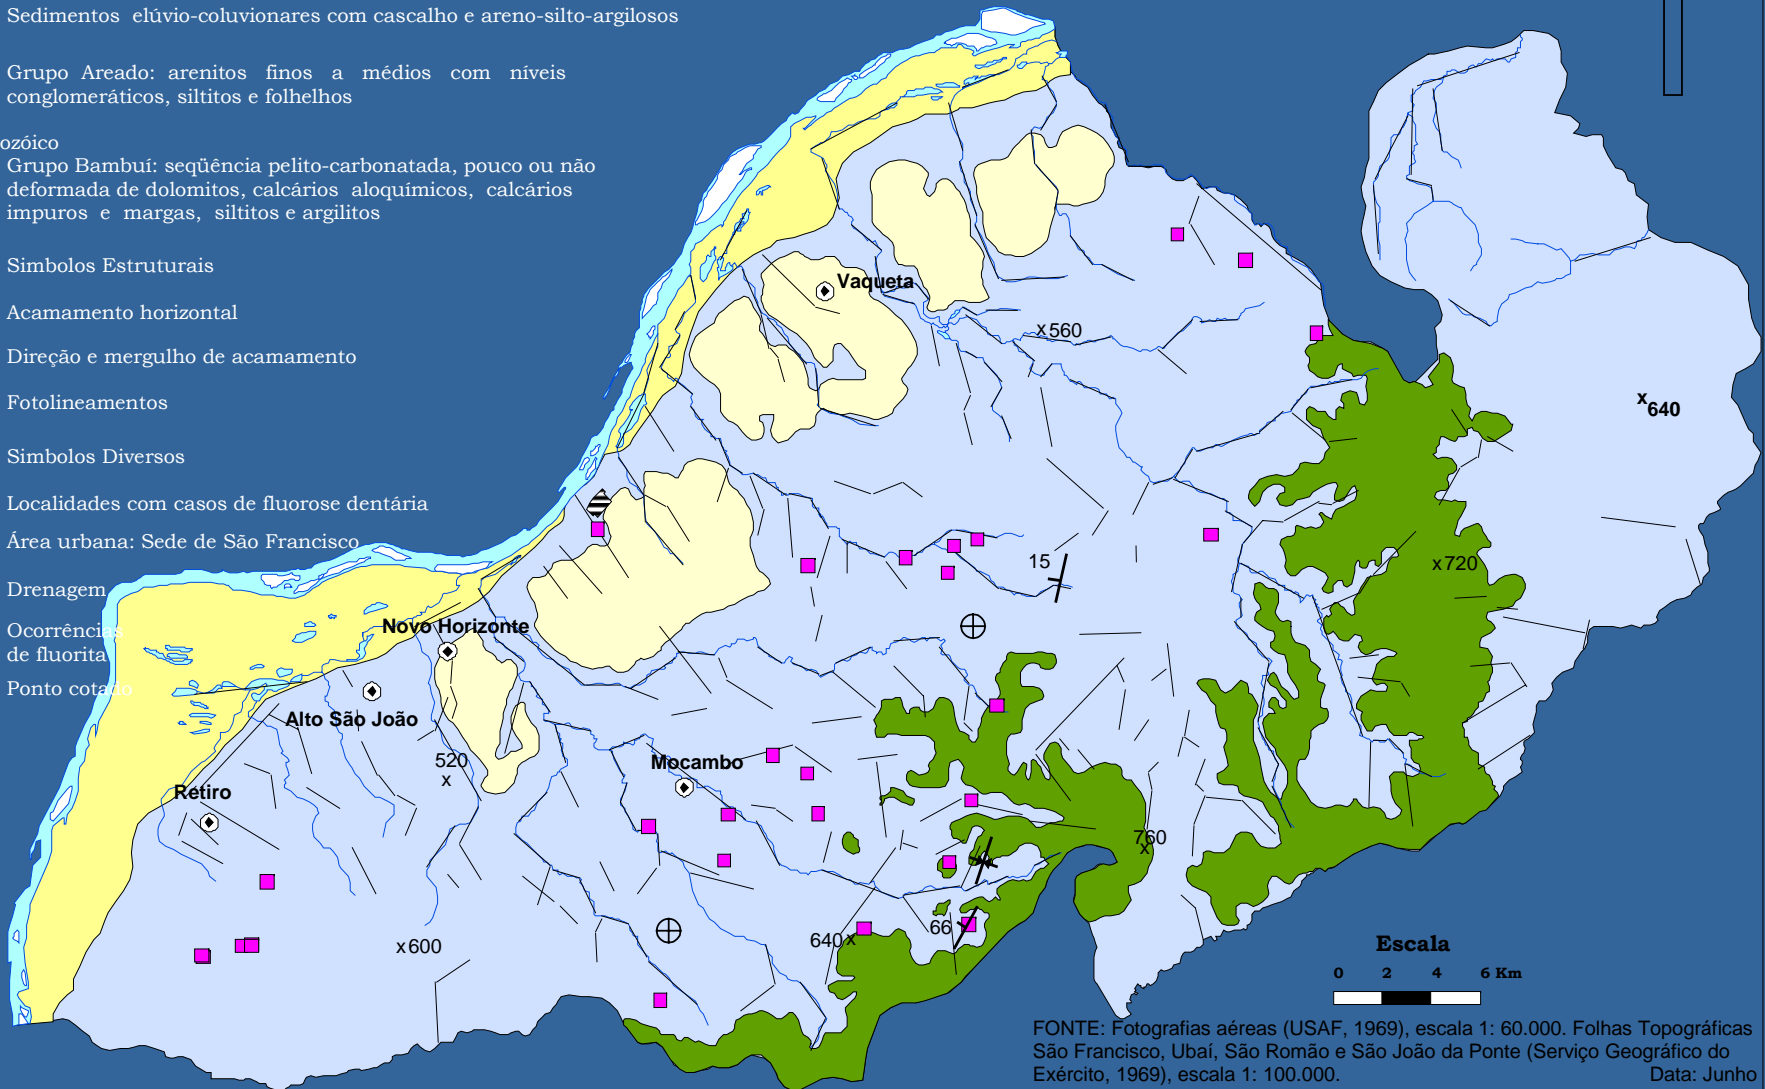 Sedimentos elúvio-coluvionares com cascalho e areno-silto-argilosos
Grupo Areado: arenitos finos a médios com níveis
conglomeráticos, siltitos e folhelhos
ozóico
Grupo Bambuí: seqüência pelito-carbonatada, pouco ou não
deformada de dolomitos, calcários aloquímicos, calcários
impuros e margas, siltitos e argilitos
Simbolos Estruturais
Acamamento horizontal
Direção e mergulho de acamamento
Fotolineamentos
Simbolos Diversos
Localidades com casos de fluorose dentária
Área urbana: Sede de São Francisco
Drenagem
Ocorrências
de fluorita
Ponto cotado
Vaqueta
x 560
x 640
15
x 720
Novo Horizonte
Alto São João
520
x
Mocambo
Retiro
760
x
x 600
640 x
66
Escala
0 2 4 6 Km
FONTE: Fotografias aéreas (USAF, 1969), escala 1: 60.000. Folhas Topográficas
São Francisco, Ubaí, São Romão e São João da Ponte (Serviço Geográfico do
Exército, 1969), escala 1: 100.000. Data: Junho